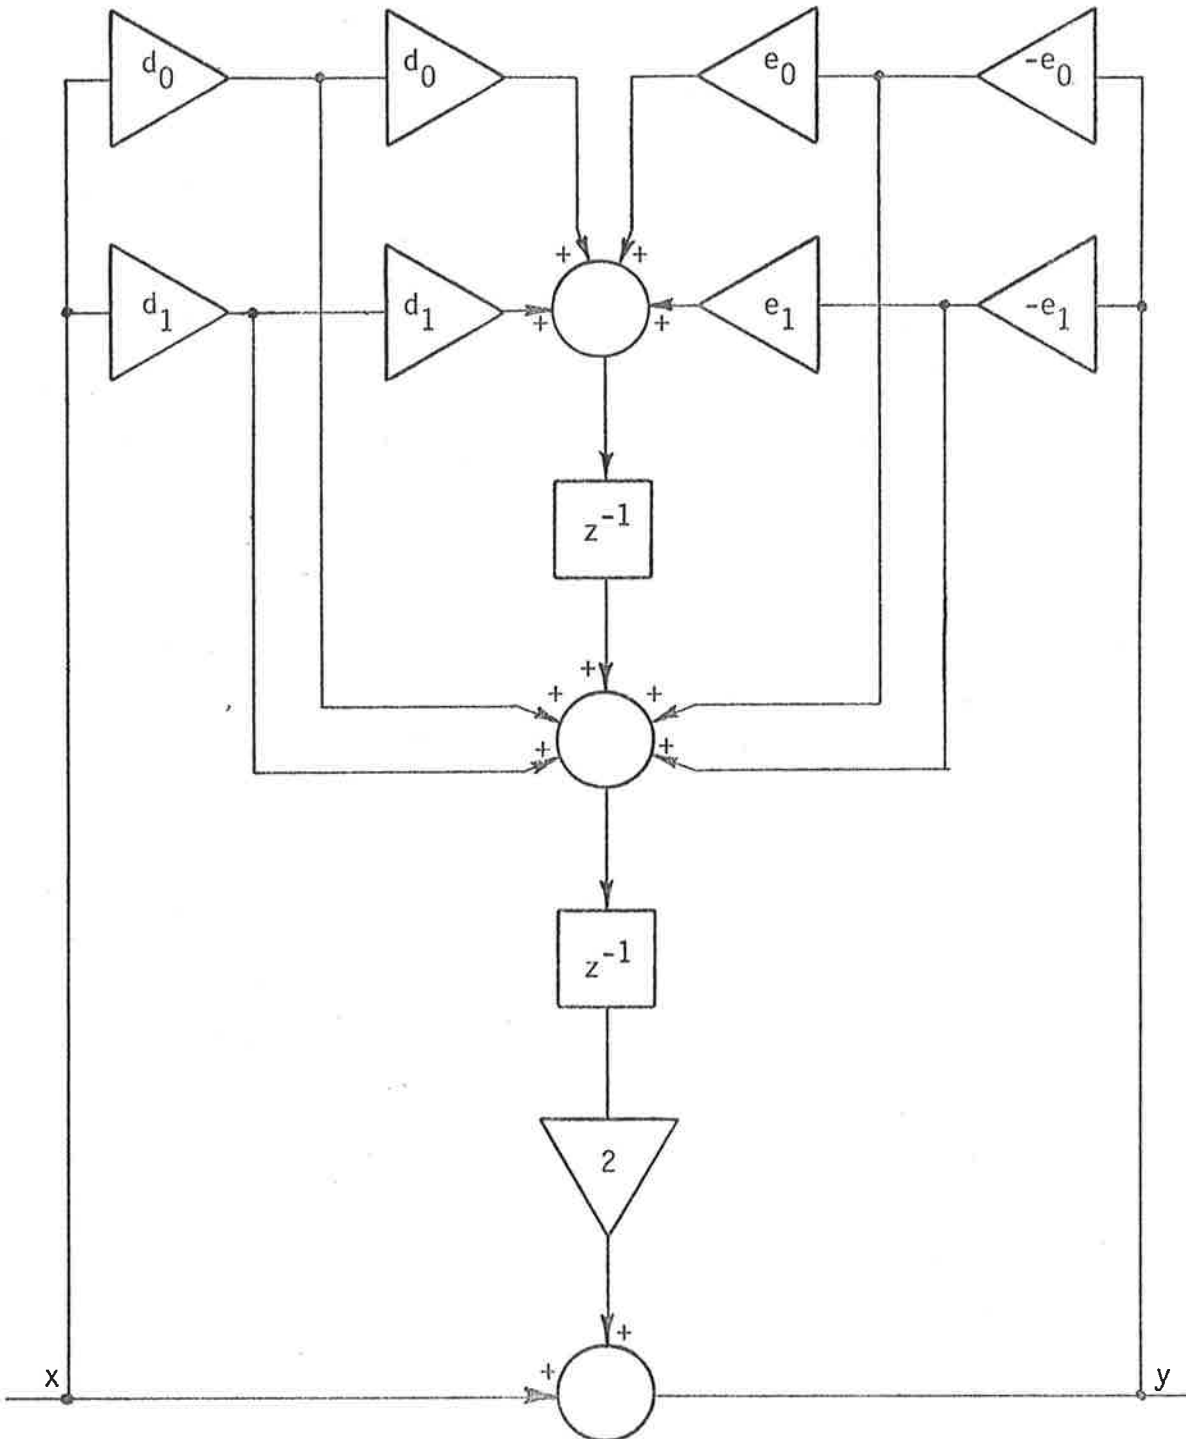 d0 d0 e0 -e0
+ +
d1 d1 e1 -e1
+ +
z-1
+
+ +
+ +
z-1
2
+
x + y